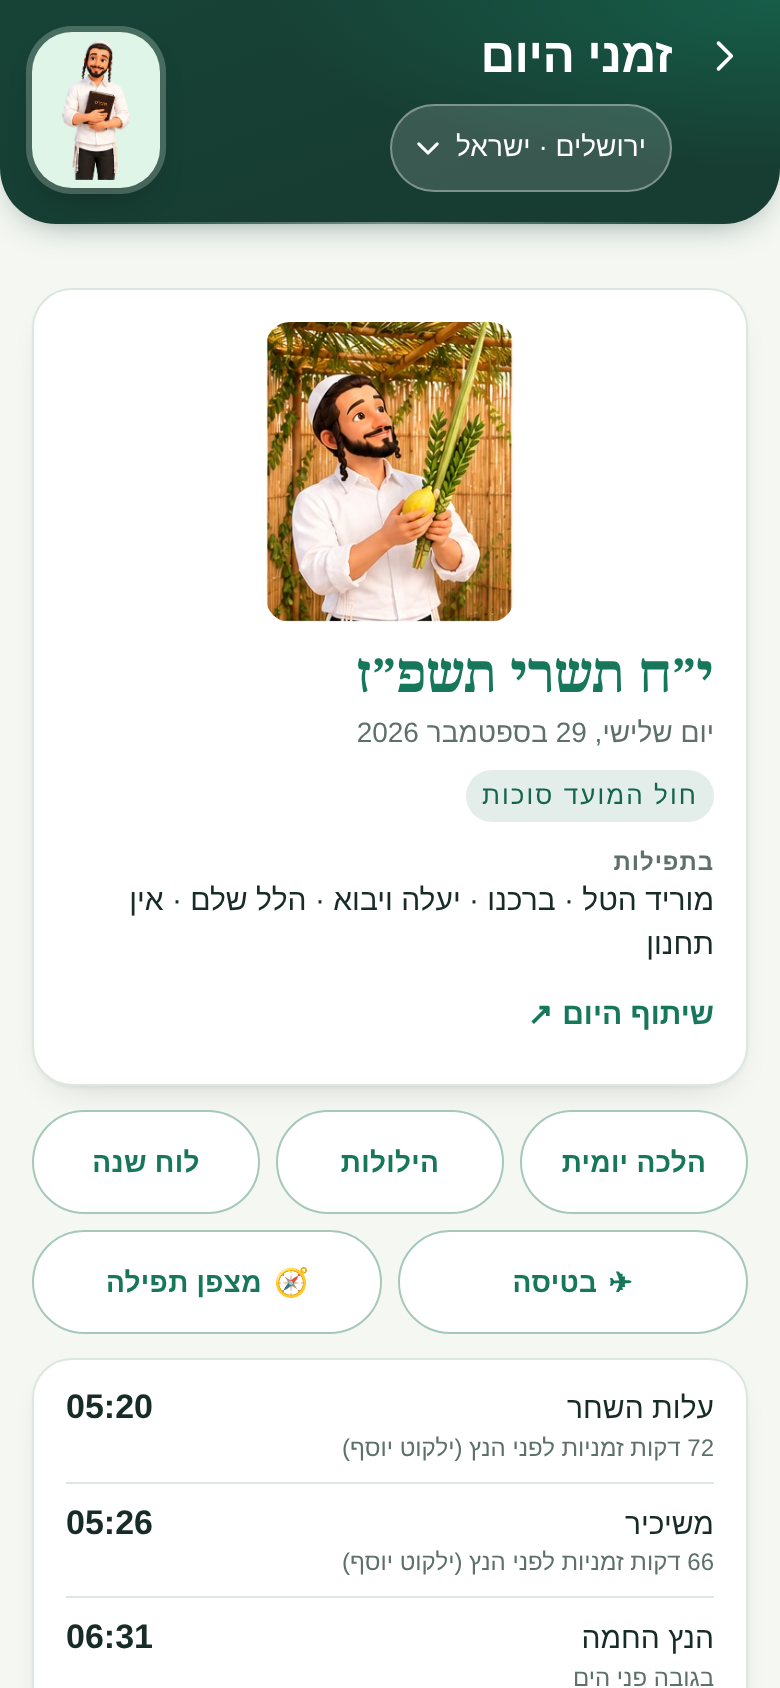 זמני היום
ירושלים · ישראל
י״ח תשרי תשפ״ז
יום שלישי, 29 בספטמבר 2026
חול המועד סוכות
בתפילות
מוריד הטל · ברכנו · יעלה ויבוא · הלל שלם · אין
תחנון
שיתוף היום ↗
הלכה יומית
הילולות
לוח שנה
✈ בטיסה
🧭 מצפן תפילה
עלות השחר 05:20
72 דקות זמניות לפני הנץ (ילקוט יוסף)
משיכיר 05:26
66 דקות זמניות לפני הנץ (ילקוט יוסף)
הנץ החמה 06:31
בגובה פני הים